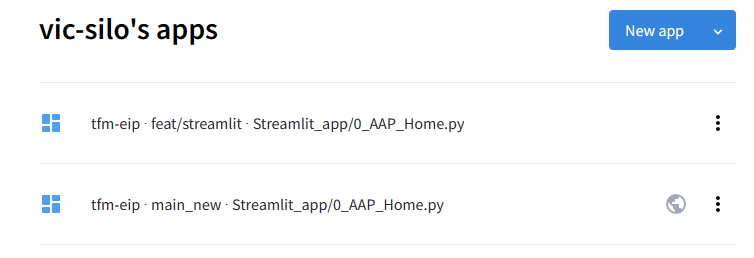 vic-silo's apps
New app
tfm-eip · feat/streamlit · Streamlit_app/0_AAP_Home.py
tfm-eip · main_new · Streamlit_app/0_AAP_Home.py